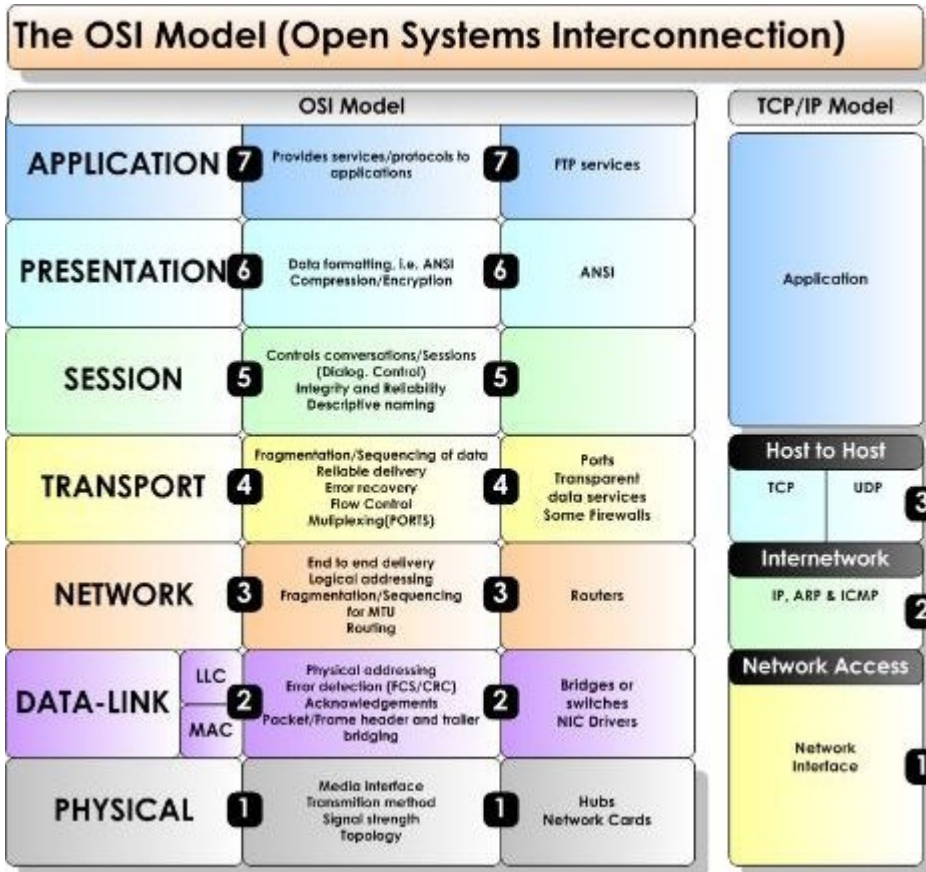 The OSI Model (Open Systems Interconnection)
OSI Model
APPLICATION 7
Provides services/protocols to
applications
7
FTP services
PRESENTATION 6
Data formatting, i.e. ANSI
Compression/Encryption
6
ANSI
SESSION 5
Controls conversations/Sessions
(Dialog. Control)
Integrity and Reliability
Descriptive naming
5
TRANSPORT 4
Fragmentation/Sequencing of data
Reliable delivery
Error recovery
Flow Control
Muliplexing(PORTS)
4
Ports
Transparent
data services
Some Firewalls
NETWORK 3
End to end delivery
Logical addressing
Fragmentation/Sequencing
for MTU
Routing
3
Routers
DATA-LINK
LLC
MAC
2
Physical addressing
Error detection (FCS/CRC)
Acknowledgements
Packet/Frame header and trailer
bridging
2
Bridges or
switches
NIC Drivers
PHYSICAL 1
Media interface
Transmition method
Signal strength
Topology
1
Hubs
Network Cards
TCP/IP Model
Application
Host to Host
TCP
UDP
3
Internetwork
IP, ARP & ICMP
2
Network Access
Network
Interface
1